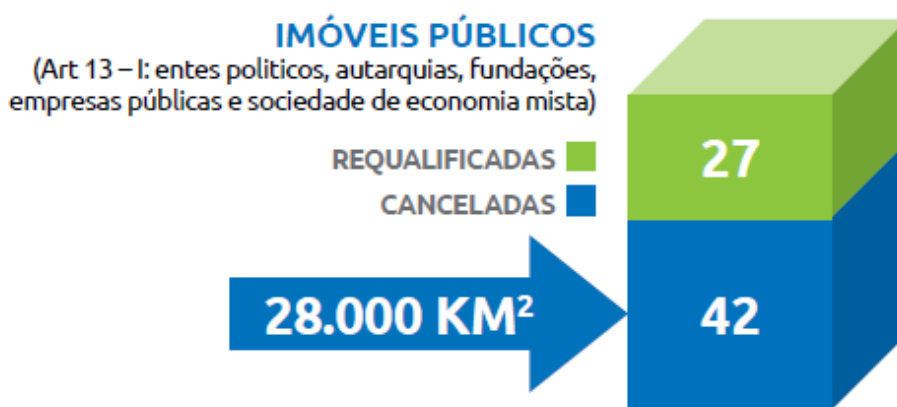 IMÓVEIS PÚBLICOS
(Art 13 – I: entes politicos, autarquias, fundações,
empresas públicas e sociedade de economia mista)
REQUALIFICADAS
CANCELADAS
27
28.000 KM²
42